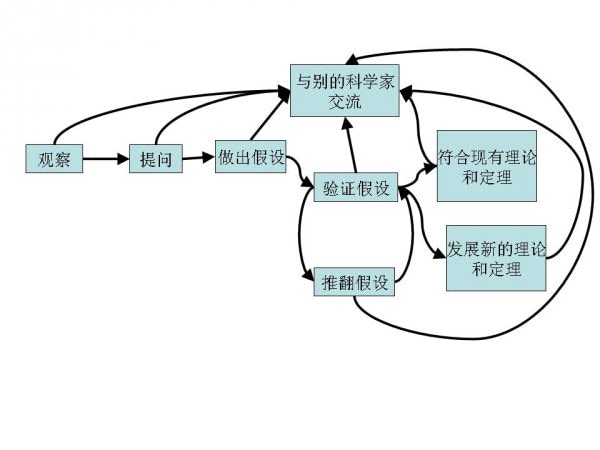 与别的科学家
交流
观察
提问
做出假设
验证假设
符合现有理论
和定理
发展新的理论
和定理
推翻假设